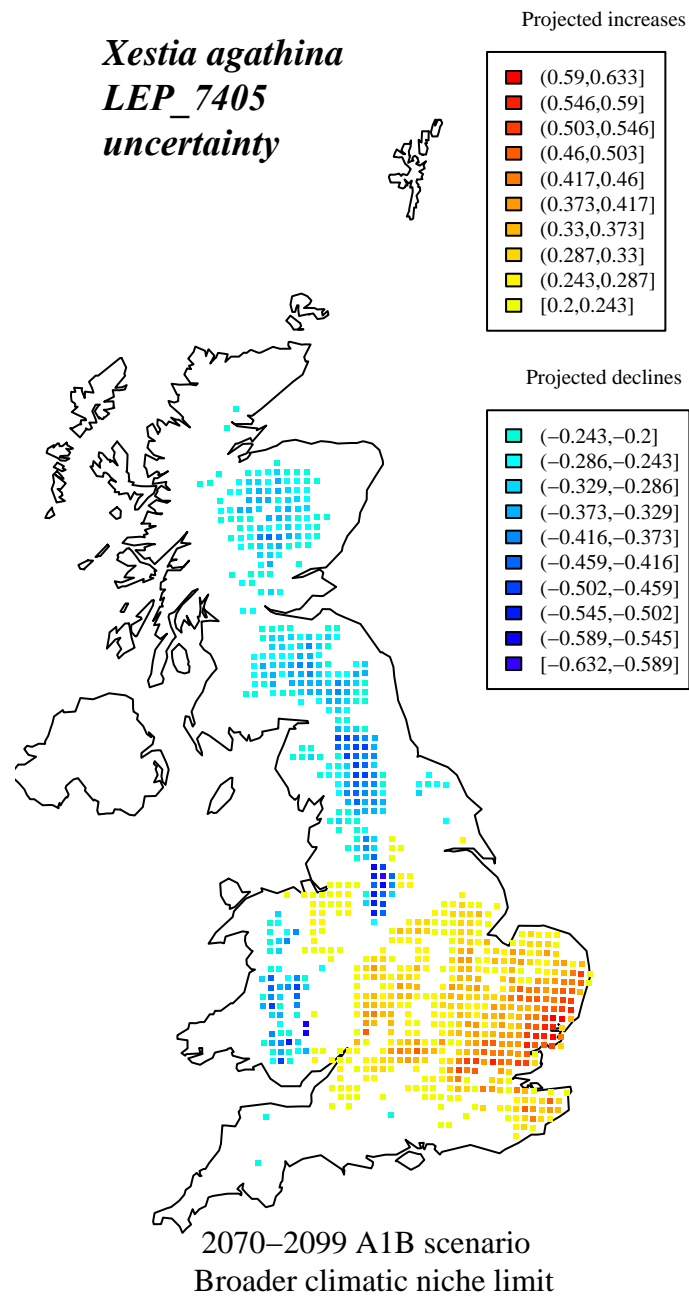 Xestia agathina
LEP_7405
uncertainty
Projected increases
(0.59,0.633]
(0.546,0.59]
(0.503,0.546]
(0.46,0.503]
(0.417,0.46]
(0.373,0.417]
(0.33,0.373]
(0.287,0.33]
(0.243,0.287]
[0.2,0.243]
Projected declines
(−0.243,−0.2]
(−0.286,−0.243]
(−0.329,−0.286]
(−0.373,−0.329]
(−0.416,−0.373]
(−0.459,−0.416]
(−0.502,−0.459]
(−0.545,−0.502]
(−0.589,−0.545]
[−0.632,−0.589]
2070−2099 A1B scenario
Broader climatic niche limit